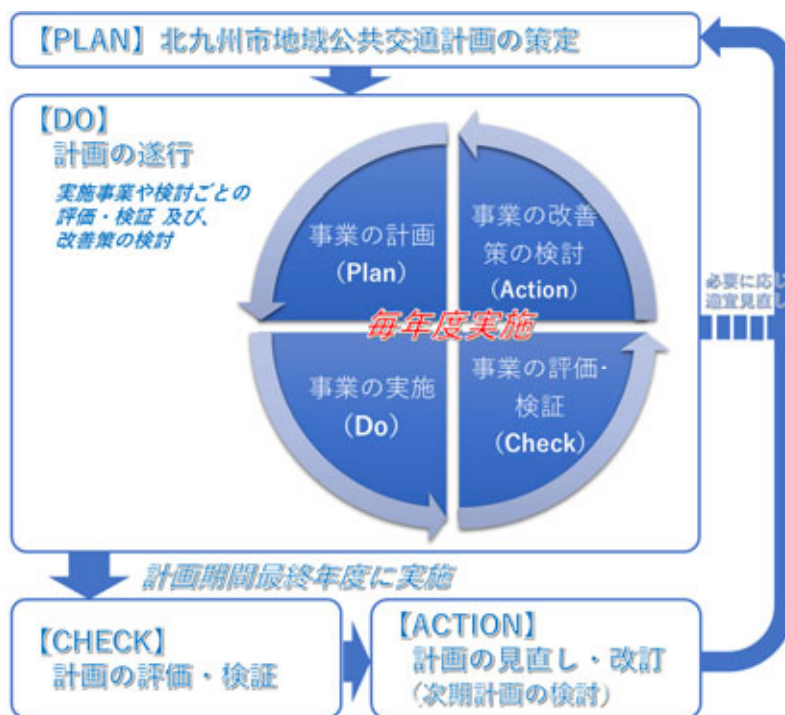 【PLAN】北九州市地域公共交通計画の策定
【DO】
計画の遂行
実施事業や検討ごとの
評価・検証 及び、
改善策の検討
事業の計画
（Plan）
事業の改善
策の検討
（Action）
毎年度実施
事業の実施
（Do）
事業の評価・
検証
（Check）
必要に応じ
適宜見直し
計画期間最終年度に実施
【CHECK】
計画の評価・検証
【ACTION】
計画の見直し・改訂
（次期計画の検討）